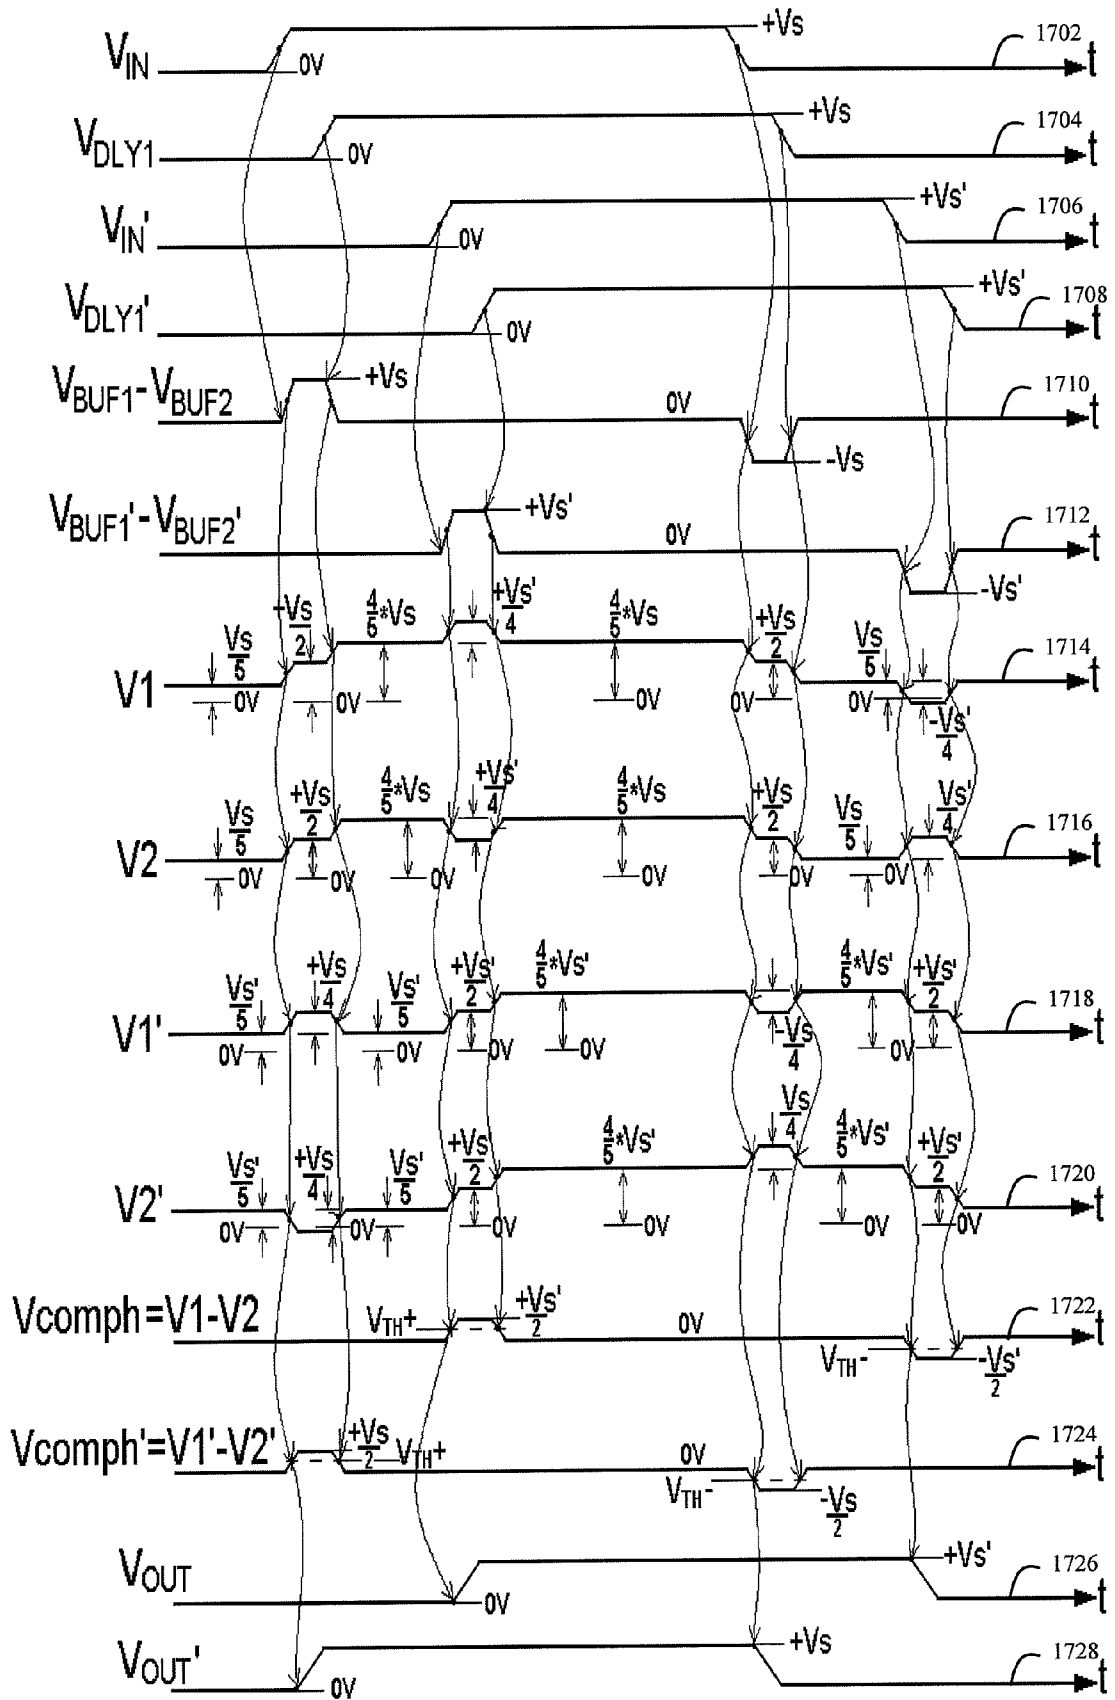 V_IN 0V +Vs 1702 t
V_DLY1 0V +Vs 1704 t
V_IN' 0V +Vs' 1706 t
V_DLY1' 0V +Vs' 1708 t
V_BUF1-V_BUF2 +Vs 0V -Vs 1710 t
V_BUF1'-V_BUF2' +Vs' 0V -Vs' 1712 t
V1 Vs/5 0V +Vs/2 0V 4/5*Vs 0V +Vs'/4 4/5*Vs 0V +Vs/2 0V Vs/5 0V -Vs'/4 1714 t
V2 Vs/5 0V +Vs/2 0V 4/5*Vs 0V +Vs'/4 4/5*Vs 0V +Vs/2 0V Vs/5 0V Vs'/4 1716 t
V1' Vs'/5 0V +Vs/4 Vs'/5 0V +Vs'/2 0V 4/5*Vs' 0V -Vs/4 4/5*Vs' 0V +Vs'/2 0V 1718 t
V2' Vs'/5 0V +Vs/4 0V Vs'/5 +Vs'/2 0V 4/5*Vs' 0V Vs/4 4/5*Vs' 0V +Vs'/2 0V 1720 t
Vcomph=V1-V2 V_TH+ +Vs'/2 0V V_TH- -Vs'/2 1722 t
Vcomph'=V1'-V2' +Vs/2 V_TH+ 0V V_TH- -Vs/2 1724 t
V_OUT 0V +Vs' 1726 t
V_OUT' 0V +Vs 1728 t